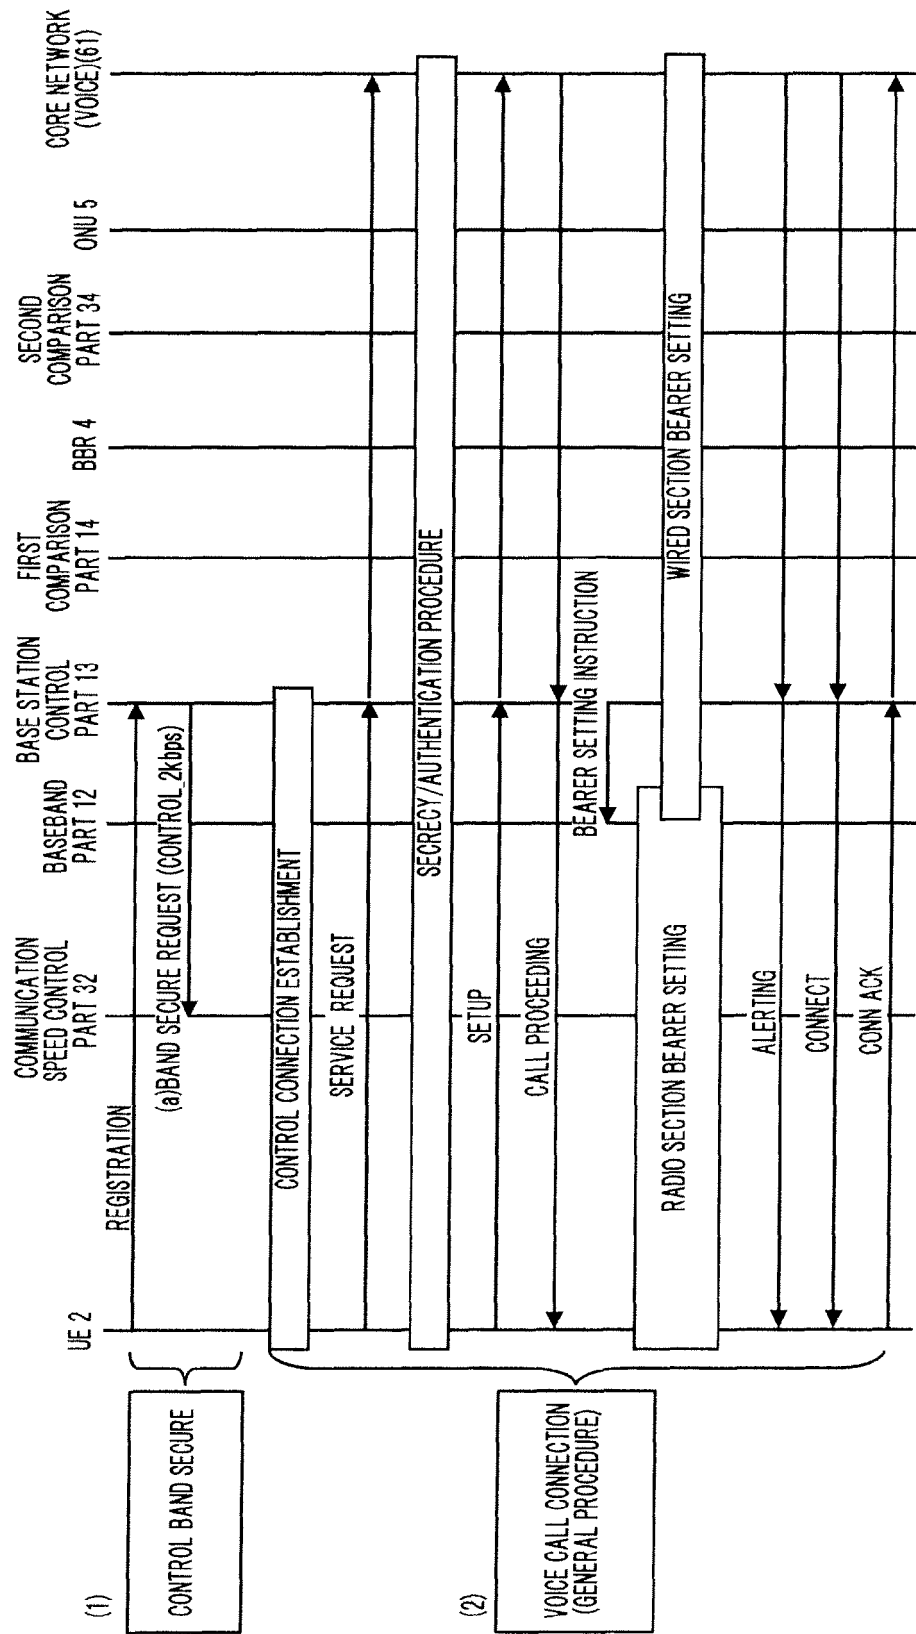 (1)
CONTROL BAND SECURE
(2)
VOICE CALL CONNECTION
(GENERAL PROCEDURE)
UE 2
COMMUNICATION
SPEED CONTROL
PART 32
BASEBAND
PART 12
BASE STATION
CONTROL
PART 13
FIRST
COMPARISON
PART 14
BBR 4
SECOND
COMPARISON
PART 34
ONU 5
CORE NETWORK
(VOICE)(61)
REGISTRATION
(a)BAND SECURE REQUEST (CONTROL_2kbps)
CONTROL CONNECTION ESTABLISHMENT
SERVICE REQUEST
SECRECY/AUTHENTICATION PROCEDURE
SETUP
CALL PROCEEDING
BEARER SETTING INSTRUCTION
RADIO SECTION BEARER SETTING
WIRED SECTION BEARER SETTING
ALERTING
CONNECT
CONN ACK